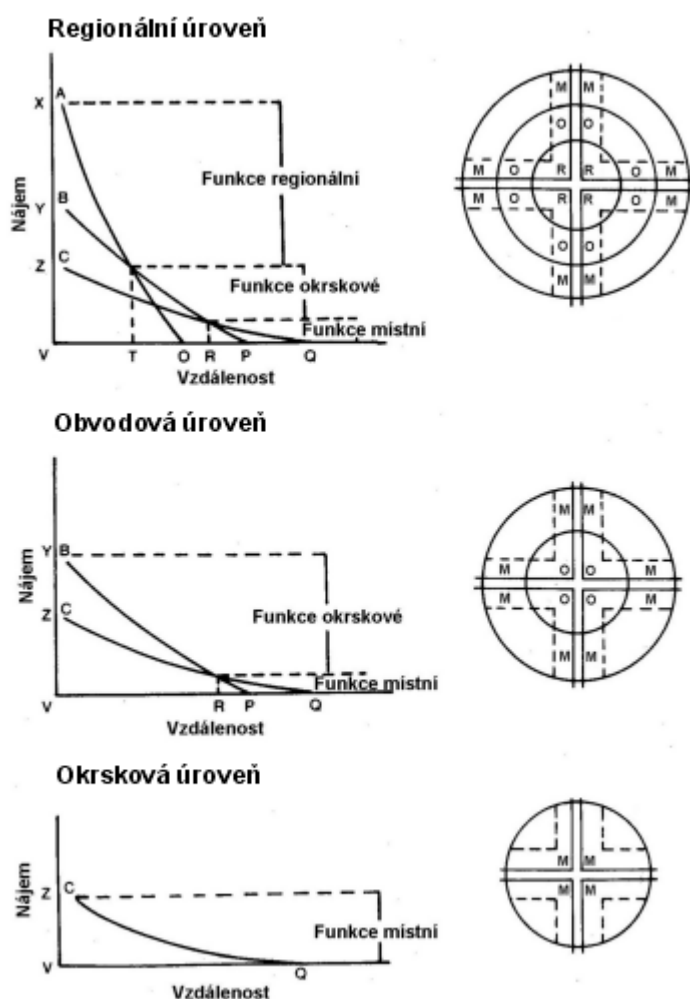 Regionální úroveň
X
A
Y
B
Z
C
V
T
O
R
P
Q
Nájem
Vzdálenost
Funkce regionální
Funkce okrskové
Funkce místní
M M
O O
M O R R O M
M O R R O M
O O
M M
Obvodová úroveň
Y
B
Z
C
V
R
P
Q
Nájem
Vzdálenost
Funkce okrskové
Funkce místní
M M
M O O M
M O O M
M M
Okrsková úroveň
Z
C
V
Q
Nájem
Vzdálenost
Funkce místní
M M
M M